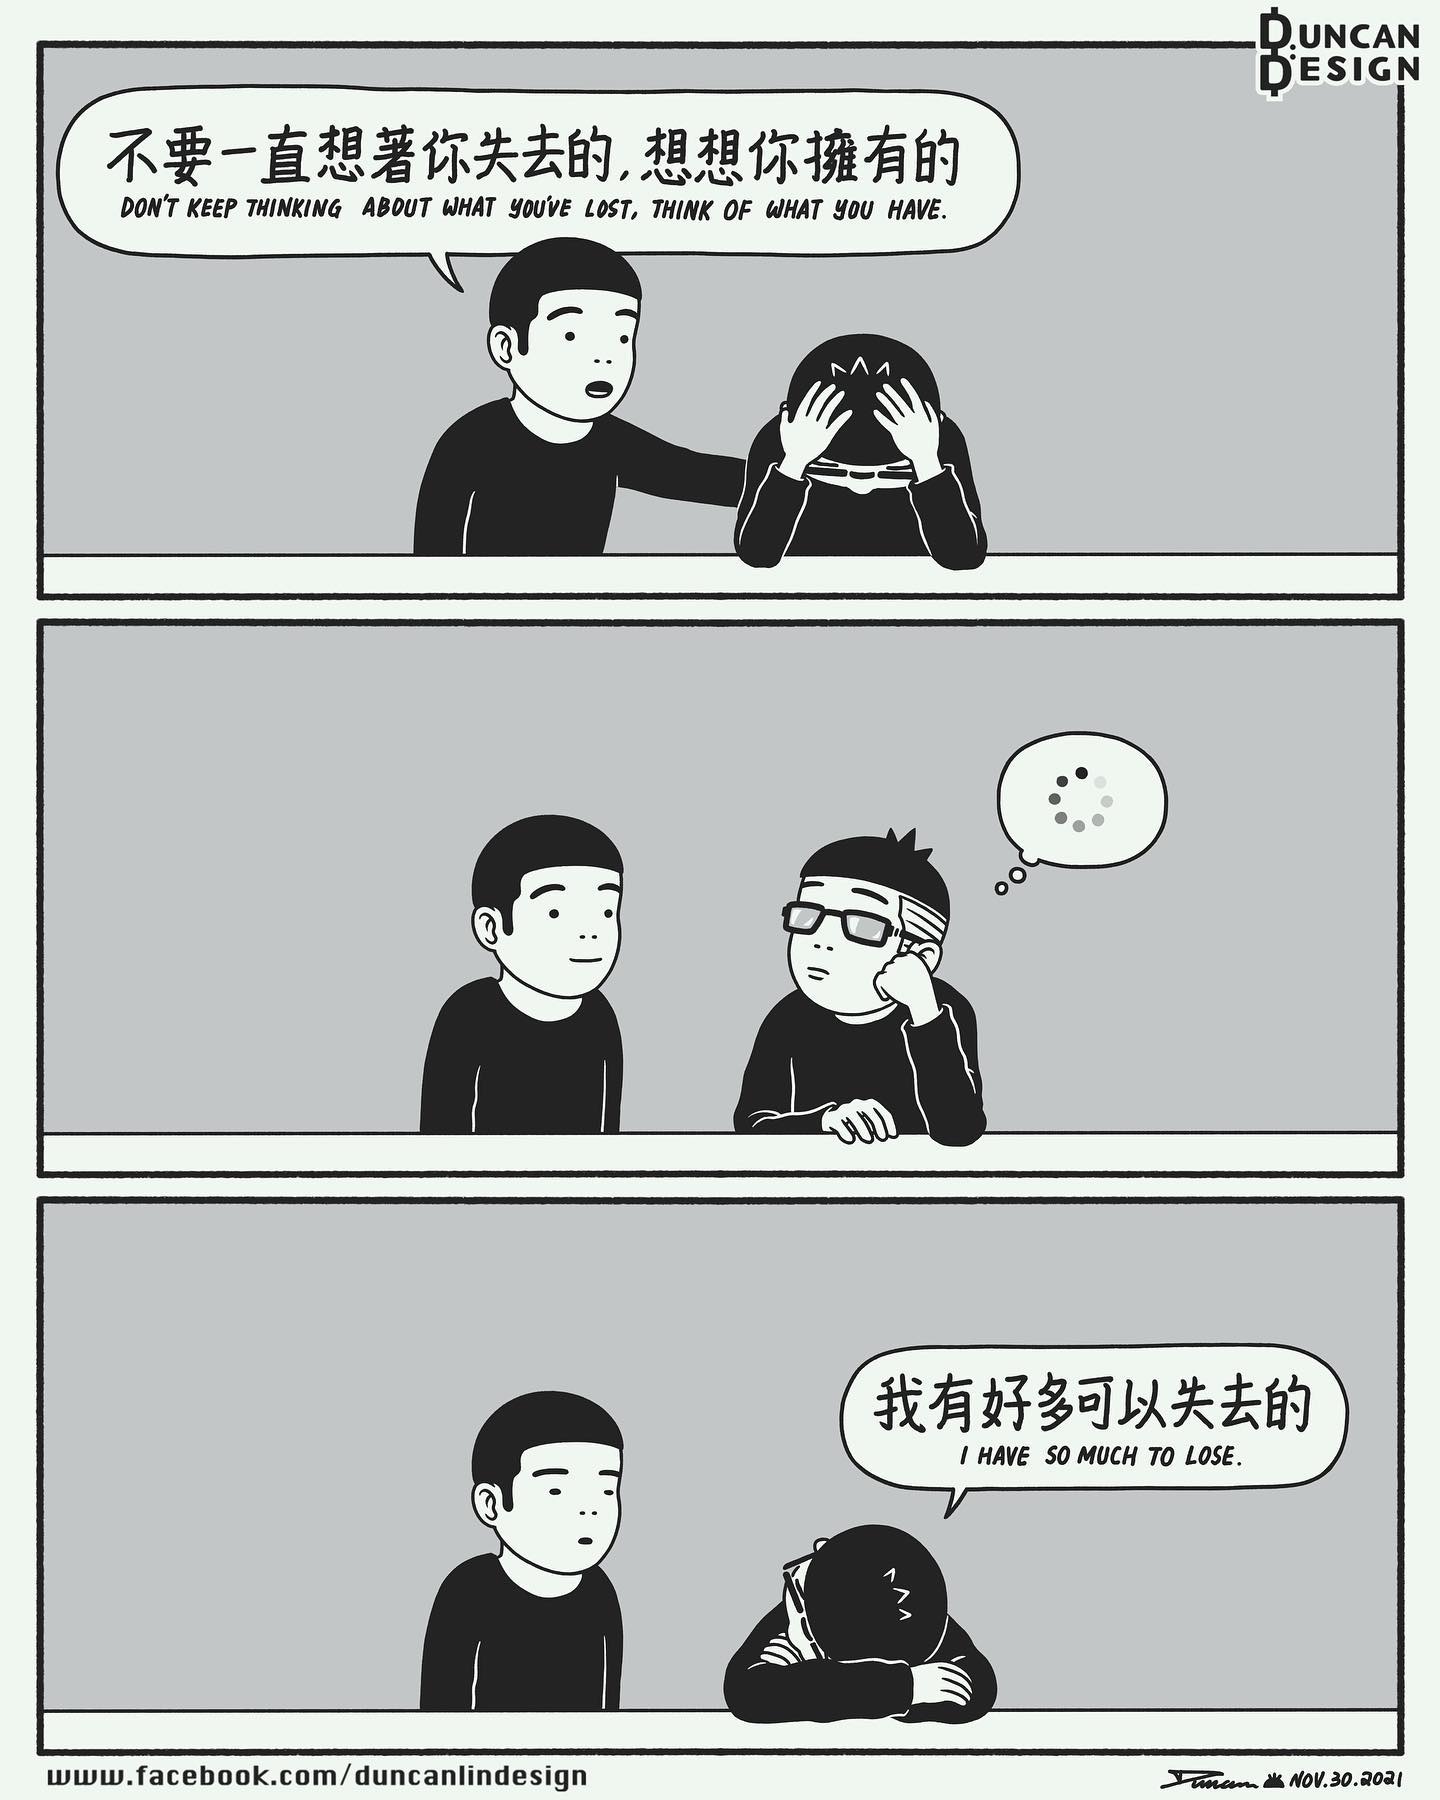 DUNCAN
DESIGN
不要一直想著你失去的,想想你擁有的
DON'T KEEP THINKING ABOUT WHAT YOU'VE LOST, THINK OF WHAT YOU HAVE.
我有好多可以失去的
I HAVE SO MUCH TO LOSE.
www.facebook.com/duncanlindesign
Duncan NOV.30.2021